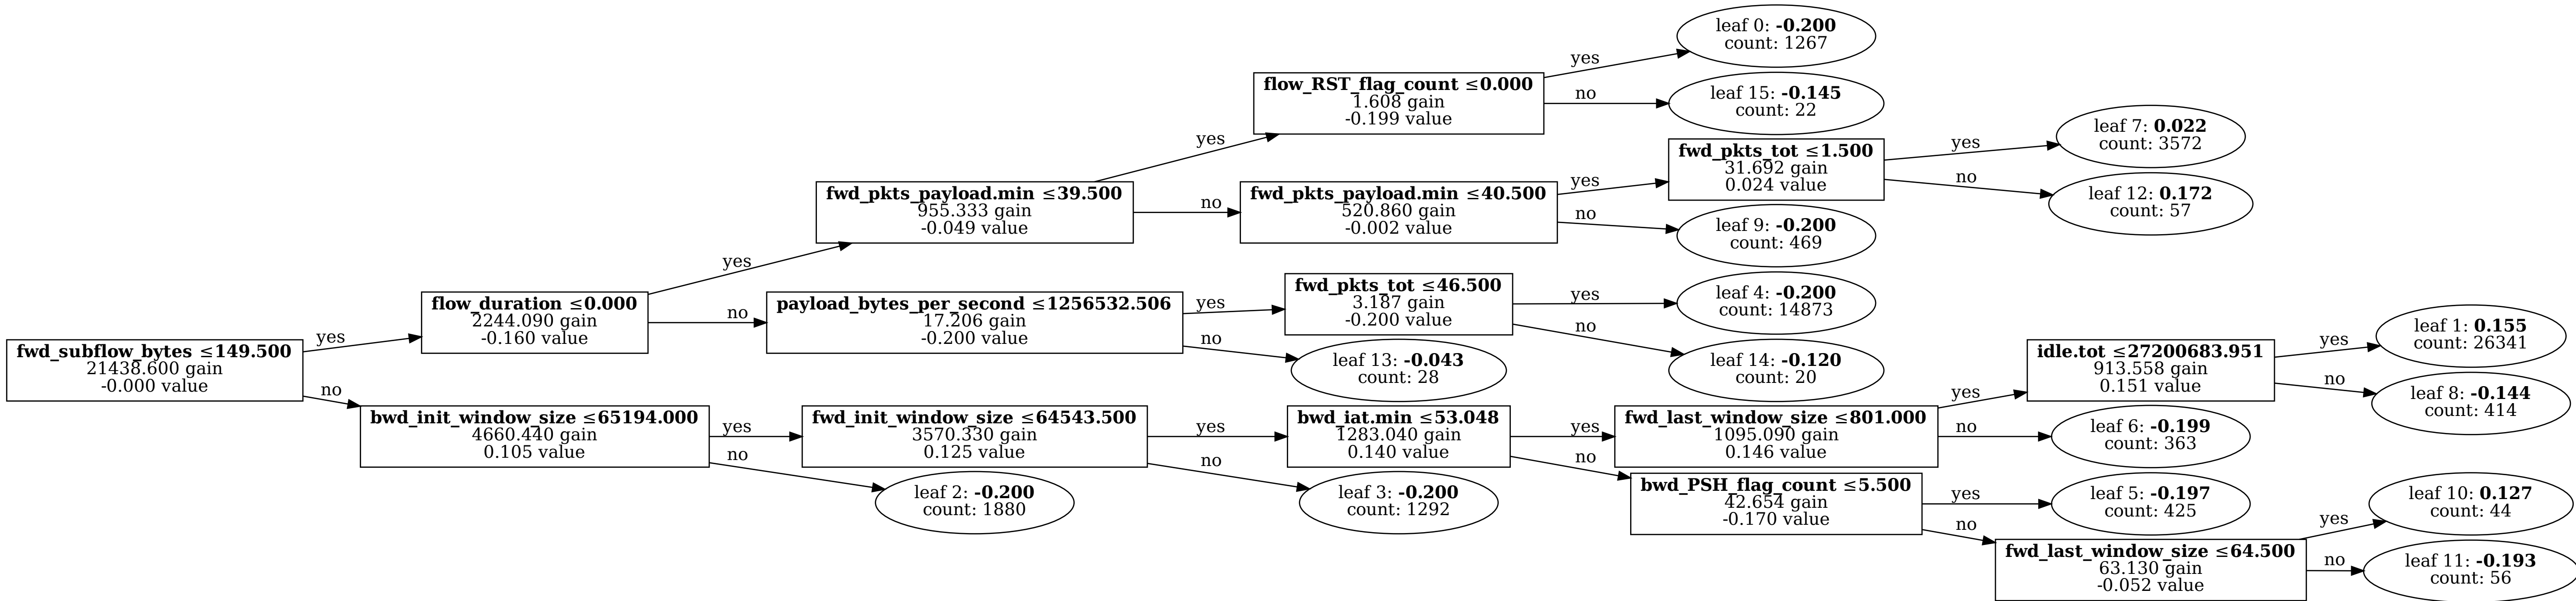 leaf 0: -0.200
count: 1267
yes
flow_RST_flag_count ≤0.000
1.608 gain
-0.199 value
no
leaf 15: -0.145
count: 22
yes
fwd_pkts_tot ≤1.500
31.692 gain
0.024 value
yes
leaf 7: 0.022
count: 3572
no
leaf 12: 0.172
count: 57
fwd_pkts_payload.min ≤39.500
955.333 gain
-0.049 value
no
fwd_pkts_payload.min ≤40.500
520.860 gain
-0.002 value
yes
no
leaf 9: -0.200
count: 469
yes
flow_duration ≤0.000
2244.090 gain
-0.160 value
no
payload_bytes_per_second ≤1256532.506
17.206 gain
-0.200 value
yes
fwd_pkts_tot ≤46.500
3.187 gain
-0.200 value
yes
leaf 4: -0.200
count: 14873
no
leaf 14: -0.120
count: 20
no
leaf 13: -0.043
count: 28
fwd_subflow_bytes ≤149.500
21438.600 gain
-0.000 value
yes
no
bwd_init_window_size ≤65194.000
4660.440 gain
0.105 value
yes
fwd_init_window_size ≤64543.500
3570.330 gain
0.125 value
yes
bwd_iat.min ≤53.048
1283.040 gain
0.140 value
yes
fwd_last_window_size ≤801.000
1095.090 gain
0.146 value
yes
idle.tot ≤27200683.951
913.558 gain
0.151 value
yes
leaf 1: 0.155
count: 26341
no
leaf 8: -0.144
count: 414
no
leaf 6: -0.199
count: 363
no
leaf 2: -0.200
count: 1880
no
leaf 3: -0.200
count: 1292
no
bwd_PSH_flag_count ≤5.500
42.654 gain
-0.170 value
yes
leaf 5: -0.197
count: 425
no
fwd_last_window_size ≤64.500
63.130 gain
-0.052 value
yes
leaf 10: 0.127
count: 44
no
leaf 11: -0.193
count: 56